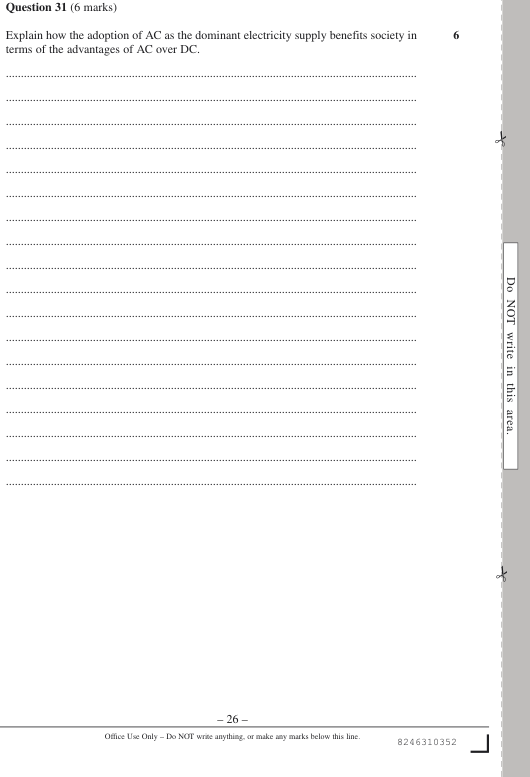 Question 31 (6 marks)
Explain how the adoption of AC as the dominant electricity supply benefits society in 6
terms of the advantages of AC over DC.
Do NOT write in this area.
– 26 –
Office Use Only – Do NOT write anything, or make any marks below this line.
8246310352